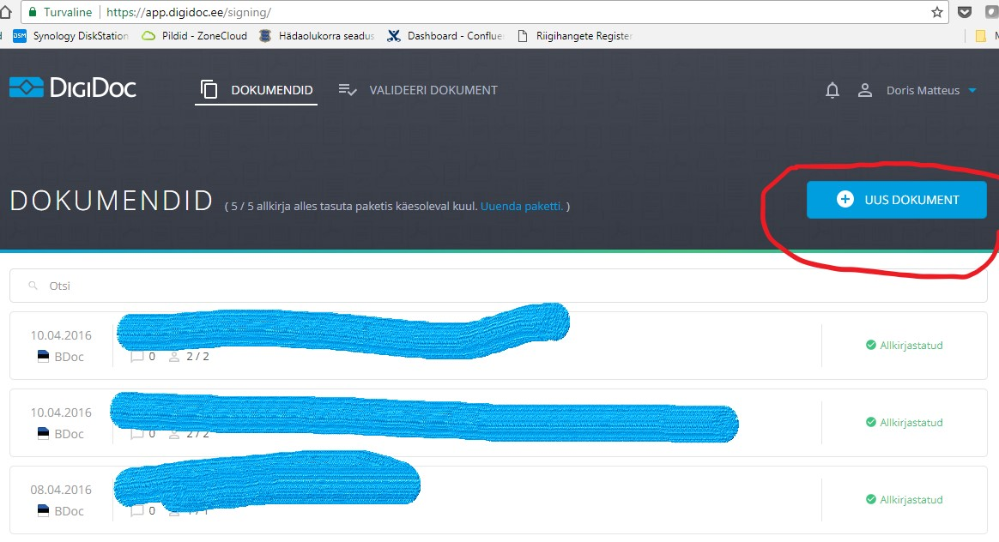 Turvaline https://app.digidoc.ee/signing/
DSM Synology DiskStation Pildid - ZoneCloud Hädaolukorra seadus Dashboard - Conflue Riigihangete Register
DIGIDOC DOKUMENDID VALIDEERI DOKUMENT Doris Matteus
DOKUMENDID ( 5 / 5 allkirja alles tasuta paketis käesoleval kuul. Uuenda paketti. ) UUS DOKUMENT
Otsi
10.04.2016
BDoc 0 2 / 2 Allkirjastatud
10.04.2016
BDoc 0 2 / 2 Allkirjastatud
08.04.2016
BDoc 0 1 / 1 Allkirjastatud